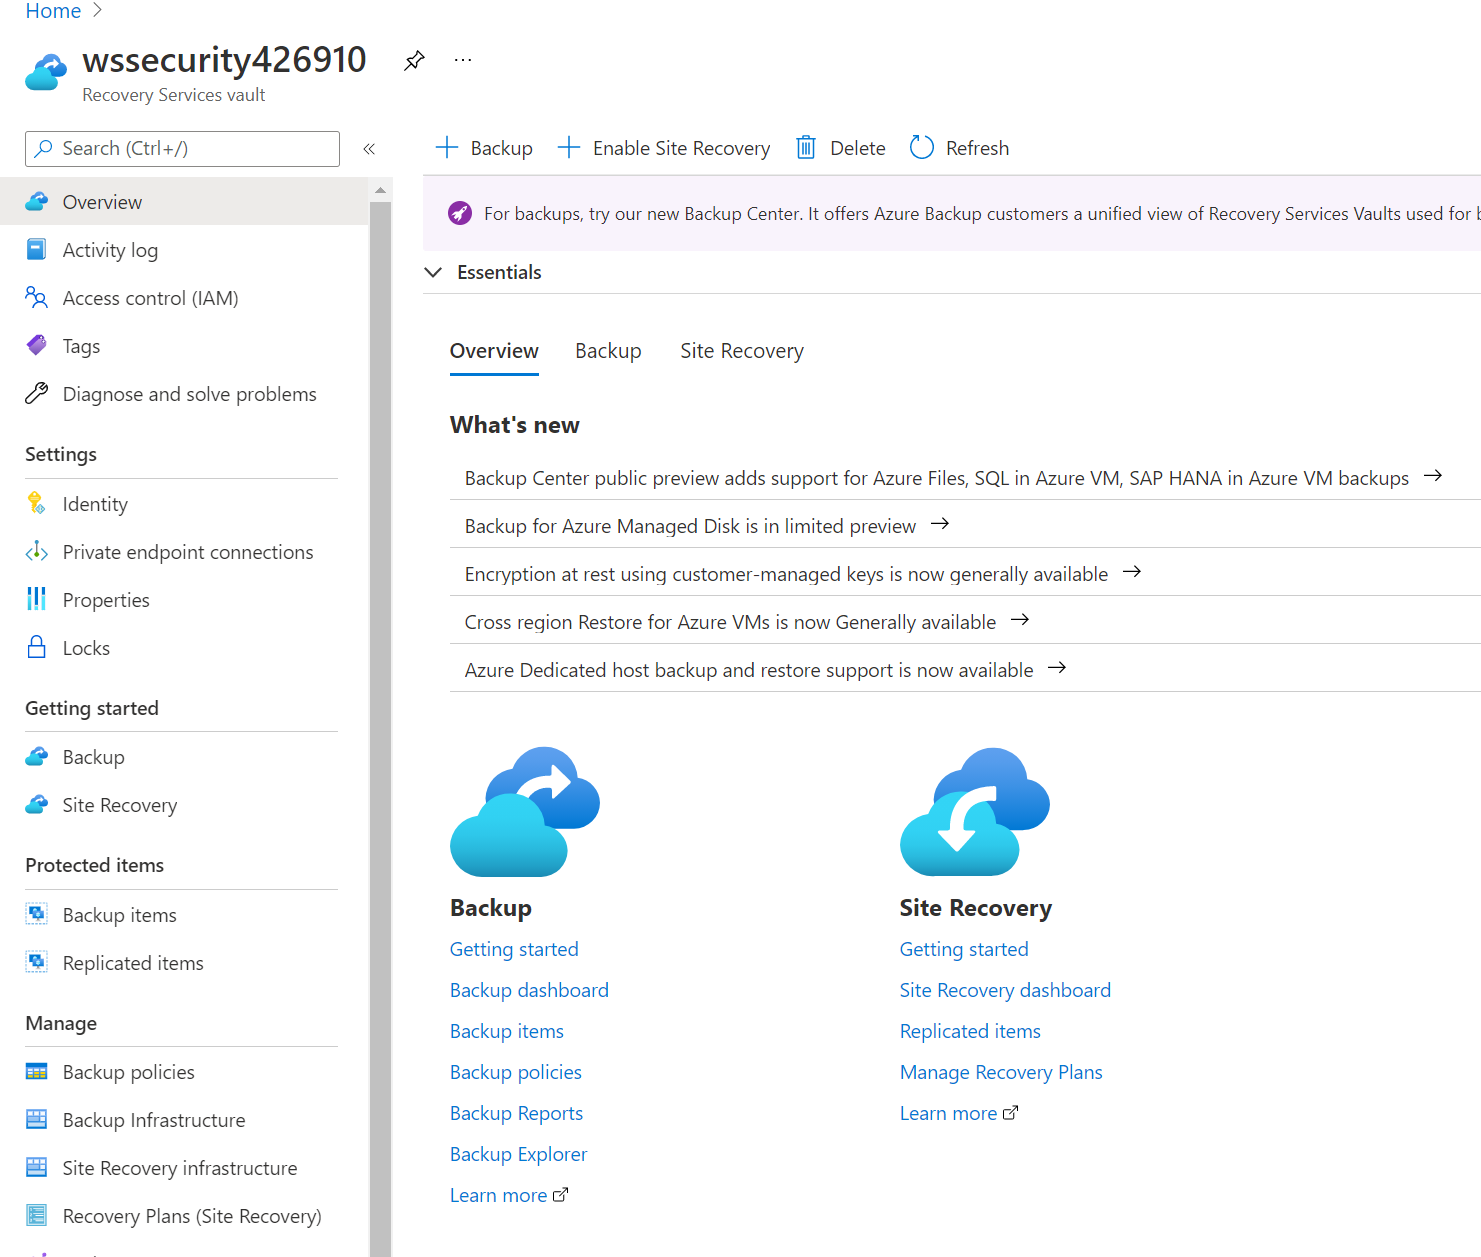 Home
wssecurity426910
Recovery Services vault
Search (Ctrl+/)
Overview
Activity log
Access control (IAM)
Tags
Diagnose and solve problems
Settings
Identity
Private endpoint connections
Properties
Locks
Getting started
Backup
Site Recovery
Protected items
Backup items
Replicated items
Manage
Backup policies
Backup Infrastructure
Site Recovery infrastructure
Recovery Plans (Site Recovery)
Backup
Enable Site Recovery
Delete
Refresh
For backups, try our new Backup Center. It offers Azure Backup customers a unified view of Recovery Services Vaults used for
Essentials
Overview
Backup
Site Recovery
What's new
Backup Center public preview adds support for Azure Files, SQL in Azure VM, SAP HANA in Azure VM backups
Backup for Azure Managed Disk is in limited preview
Encryption at rest using customer-managed keys is now generally available
Cross region Restore for Azure VMs is now Generally available
Azure Dedicated host backup and restore support is now available
Backup
Getting started
Backup dashboard
Backup items
Backup policies
Backup Reports
Backup Explorer
Learn more
Site Recovery
Getting started
Site Recovery dashboard
Replicated items
Manage Recovery Plans
Learn more